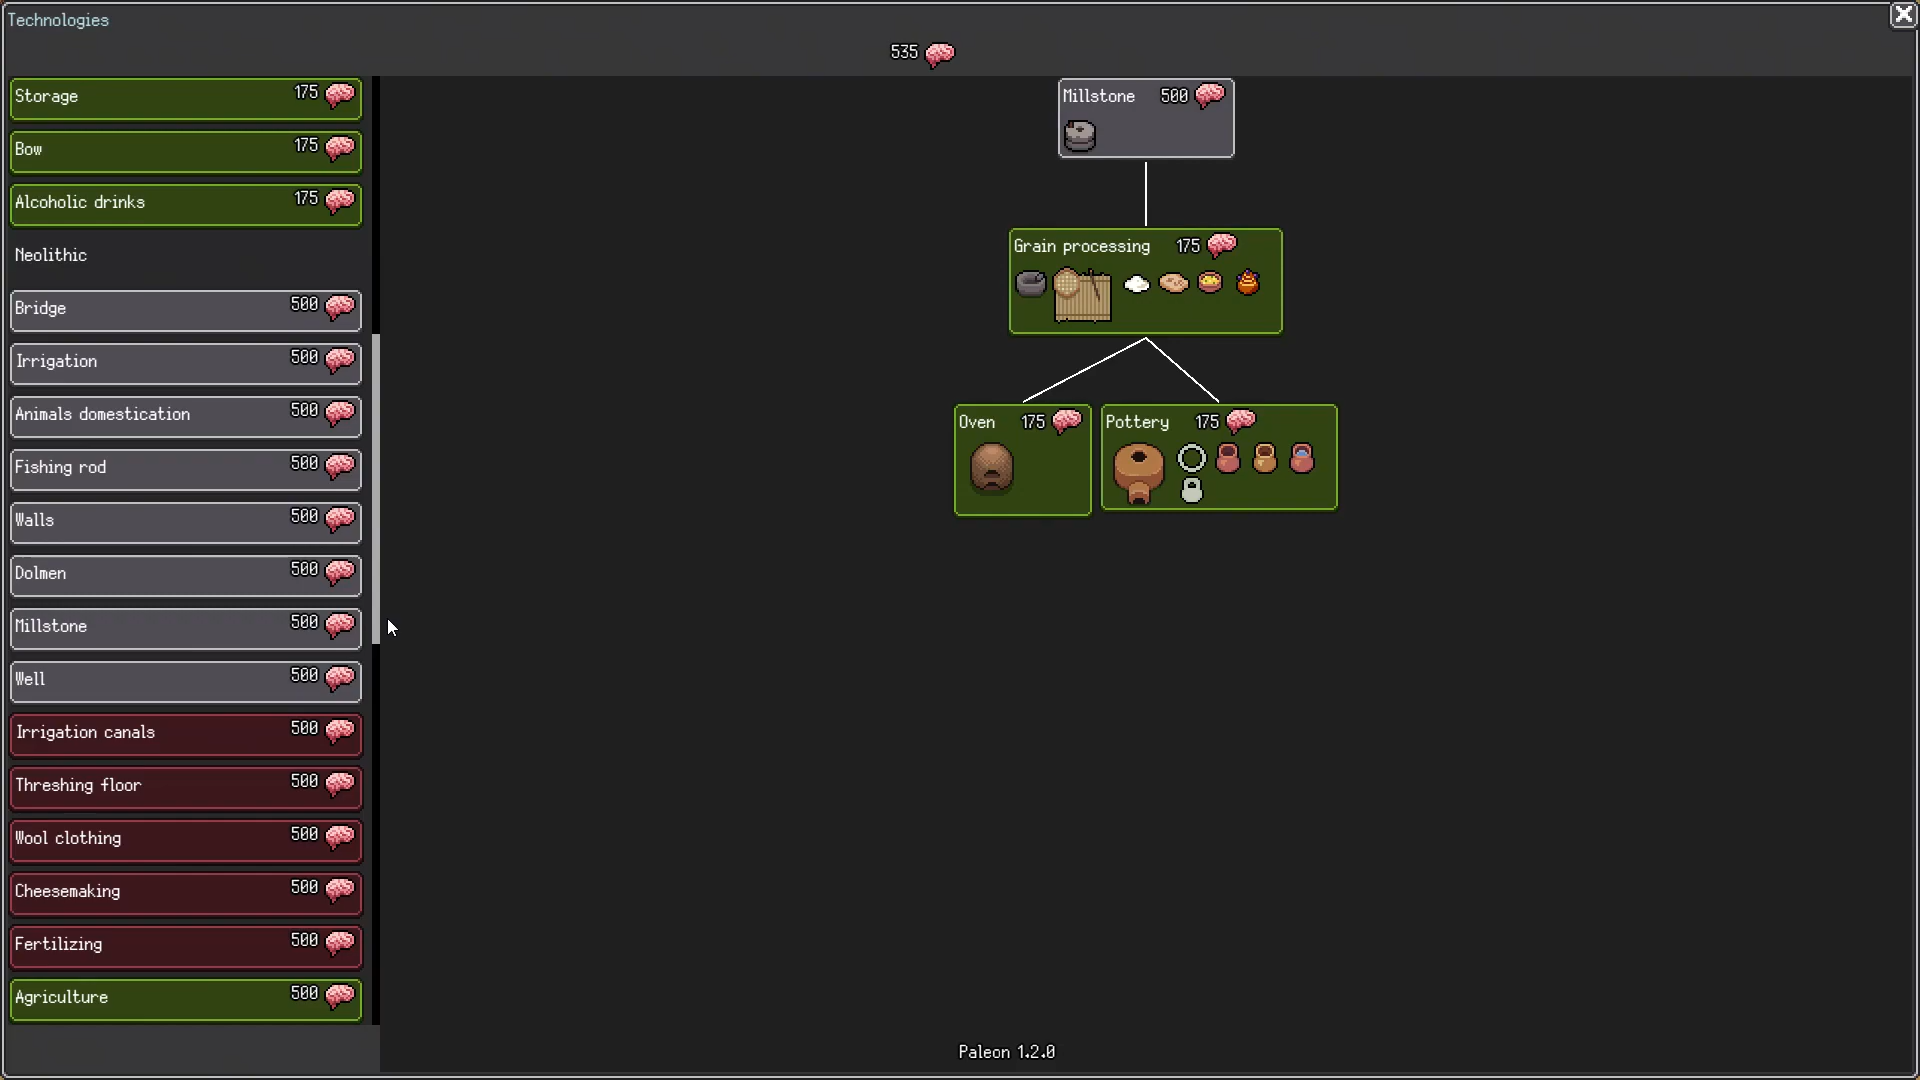 Technologies
535
Storage 175
Bow 175
Alcoholic drinks 175
Neolithic
Bridge 500
Irrigation 500
Animals domestication 500
Fishing rod 500
Walls 500
Dolmen 500
Millstone 500
Well 500
Irrigation canals 500
Threshing floor 500
Wool clothing 500
Cheesemaking 500
Fertilizing 500
Agriculture 500
Millstone 500
Grain processing 175
Oven 175
Pottery 175
Paleon 1.2.0